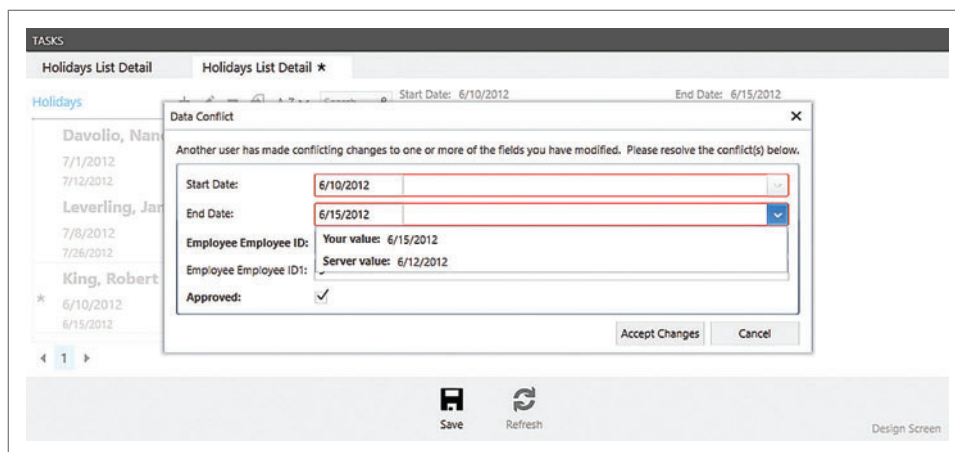 TASKS
Holidays List Detail
Holidays List Detail *
Holidays
Start Date: 6/10/2012
End Date: 6/15/2012
Data Conflict
Another user has made conflicting changes to one or more of the fields you have modified. Please resolve the conflict(s) below.
Davolio,
7/1/2012
7/12/2012
Leverling,
7/8/2012
7/26/2012
King, Robert
* 6/10/2012
6/15/2012
Start Date: 6/10/2012
End Date: 6/15/2012
Your value: 6/15/2012
Server value: 6/12/2012
Employee Employee ID:
Employee Employee ID1:
Approved:
Accept Changes
Cancel
1
Save
Refresh
Design Screen